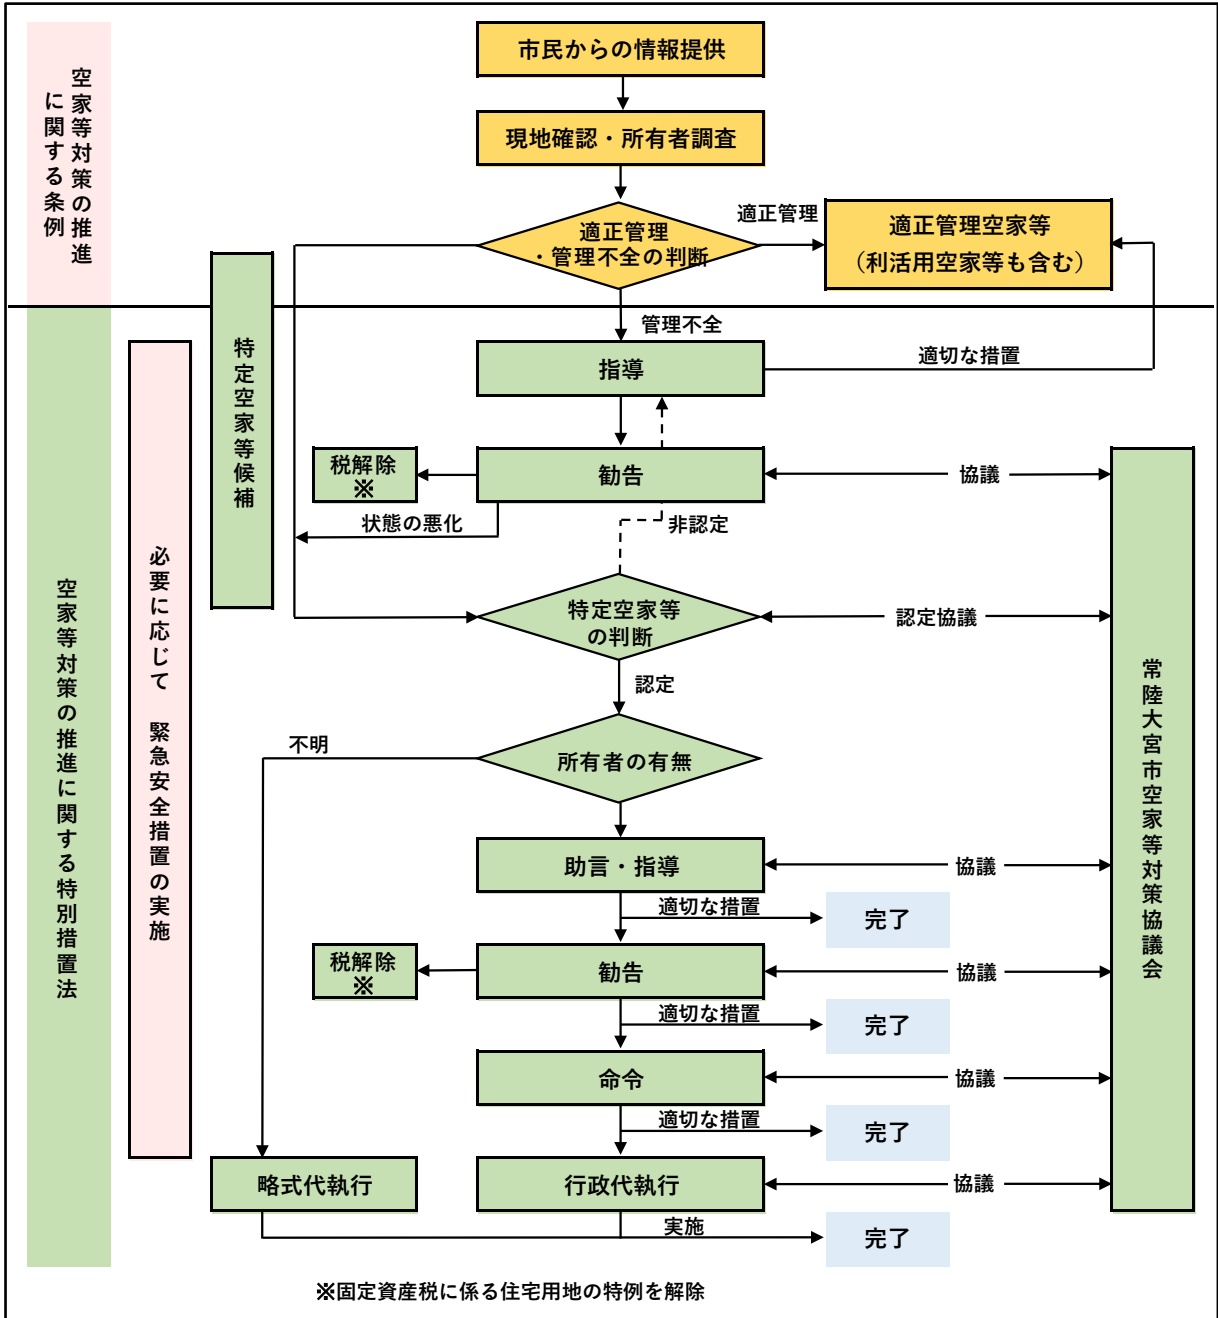 空家等対策の推進
に関する条例
空家等対策の推進に関する特別措置法
必要に応じて 緊急安全措置の実施
特定空家等候補
市民からの情報提供
現地確認・所有者調査
適正管理
・管理不全の判断
適正管理
適正管理空家等
（利活用空家等も含む）
管理不全
指導
適切な措置
税解除
※
勧告
協議
状態の悪化
非認定
特定空家等
の判断
認定協議
認定
不明
所有者の有無
助言・指導
協議
適切な措置
完了
税解除
※
勧告
協議
適切な措置
完了
命令
協議
適切な措置
完了
略式代執行
行政代執行
協議
実施
完了
常陸大宮市空家等対策協議会
※固定資産税に係る住宅用地の特例を解除